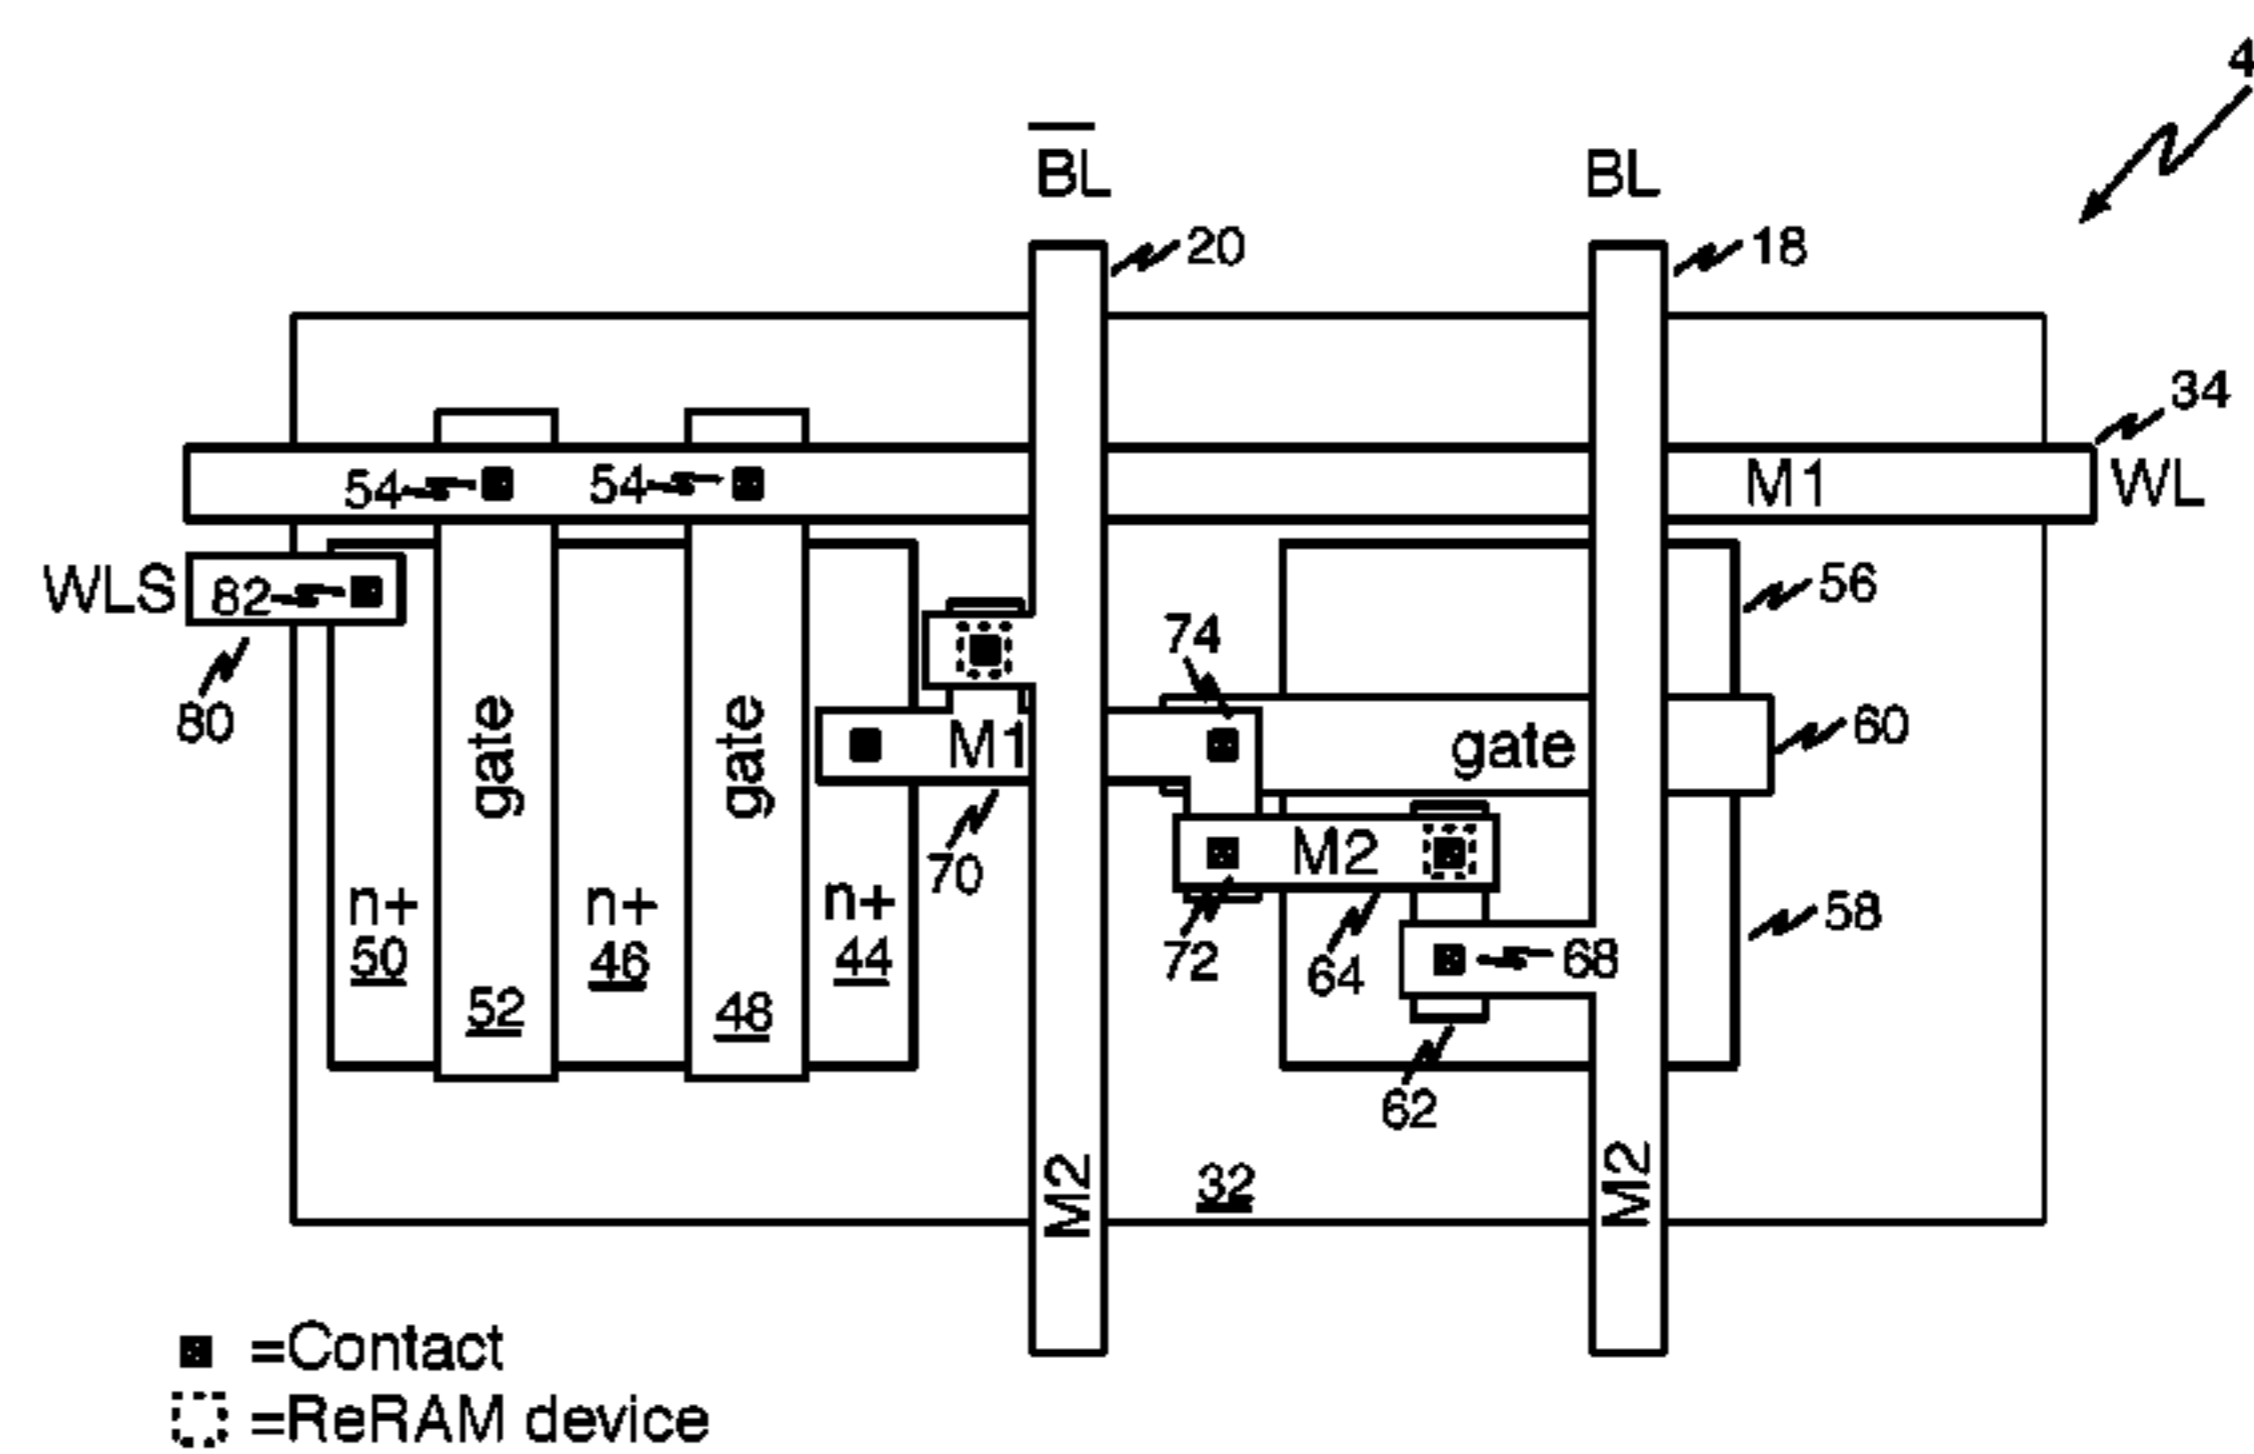 4
B̅L̅ BL
20 18
34
54 54 M1 WL
WLS 82 56
74
80 gate gate M1 gate 60
70 M2
n+ n+ n+ 58
50 46 44 72 64 68
52 48
62
M2 M2
32
=Contact
=ReRAM device